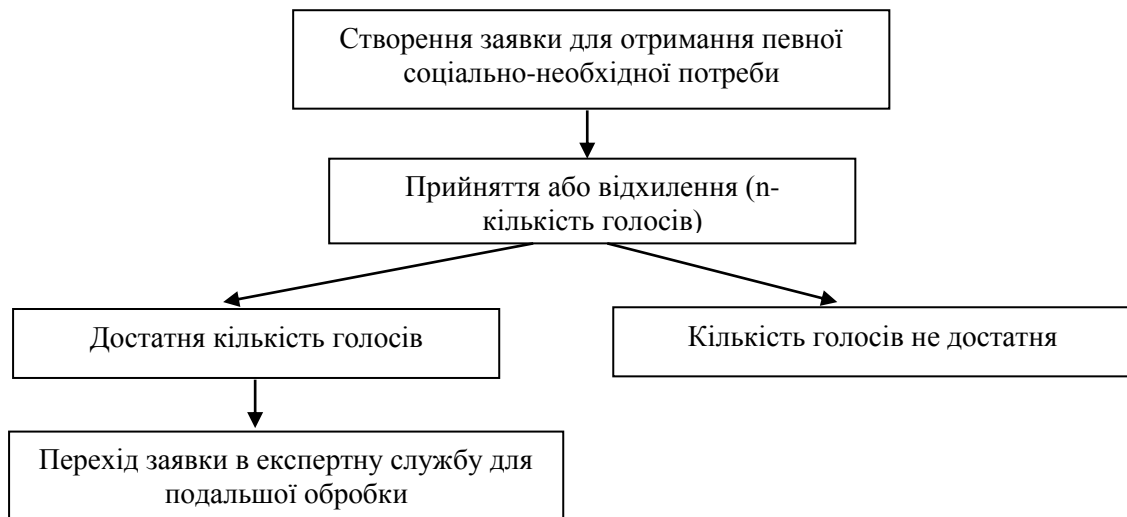 Створення заявки для отримання певної
соціально-необхідної потреби
Прийняття або відхилення (n-
кількість голосів)
Достатня кількість голосів
Кількість голосів не достатня
Перехід заявки в експертну службу для
подальшої обробки